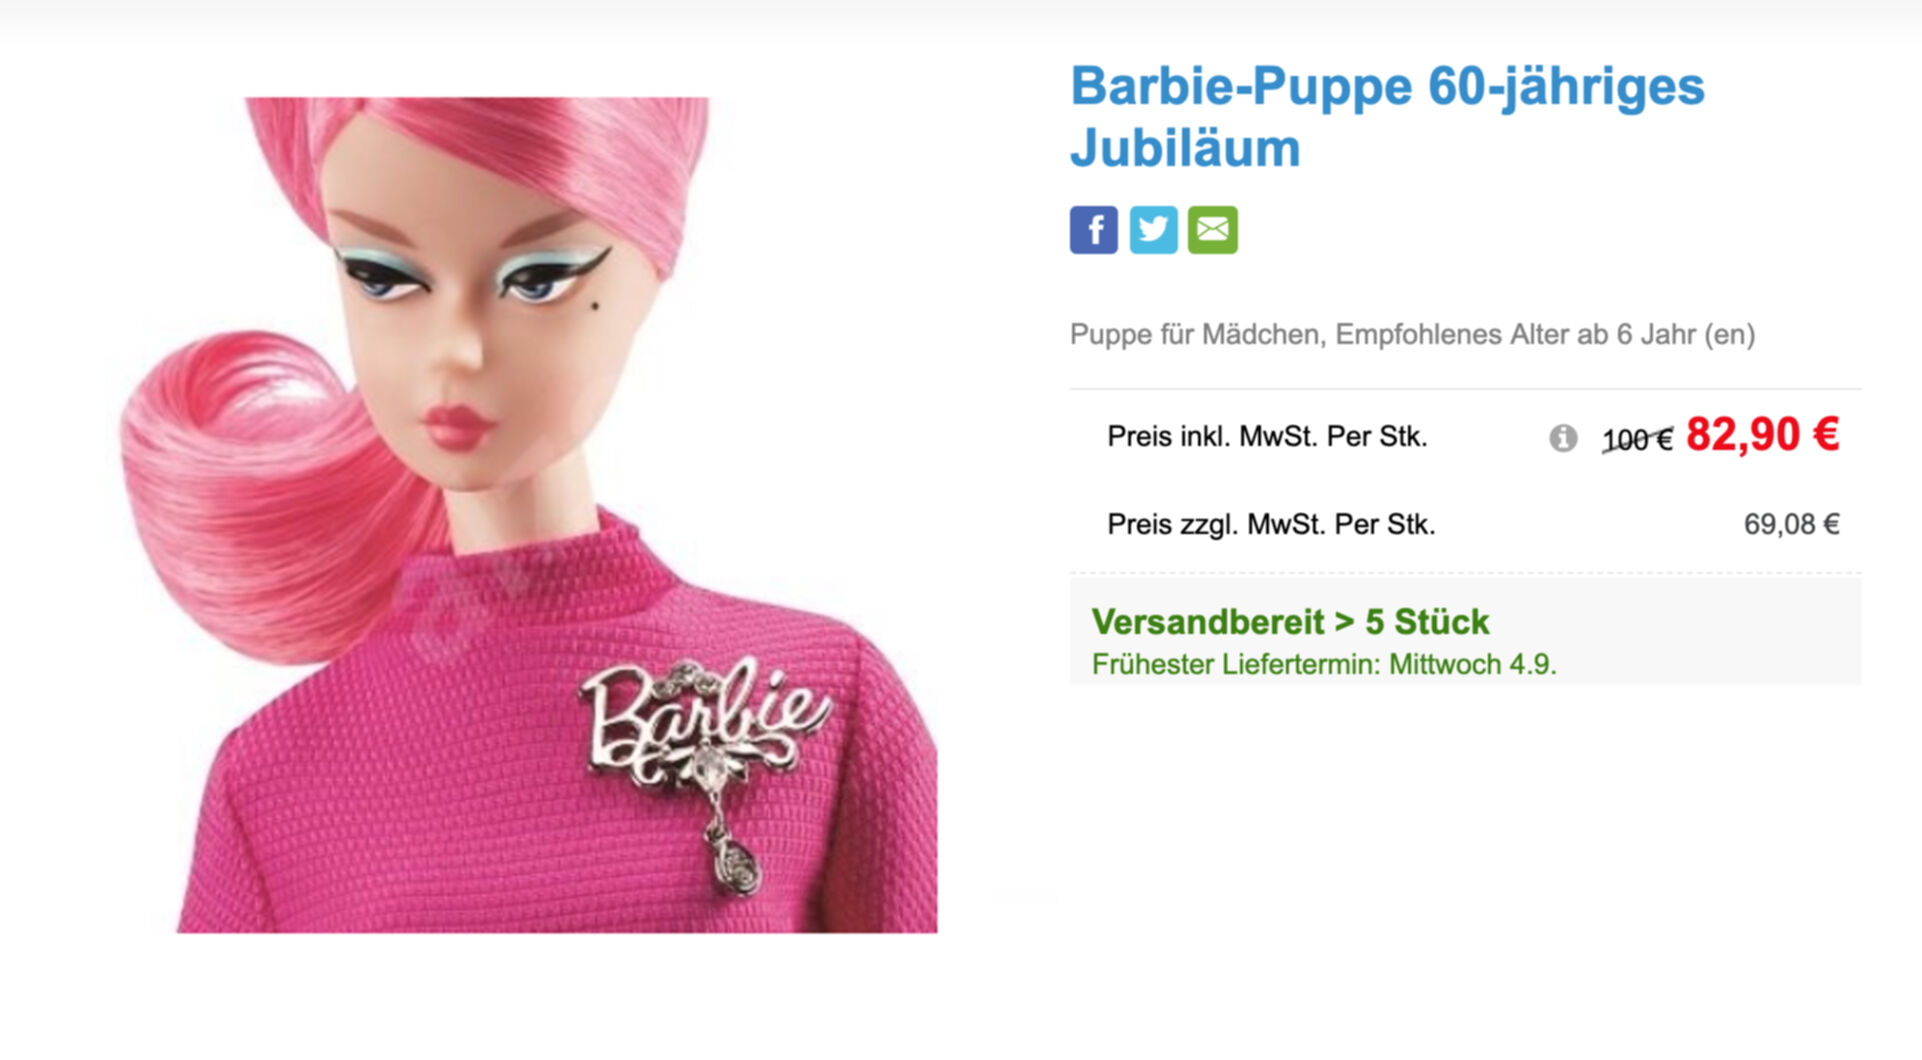 Barbie-Puppe 60-jähriges
Jubiläum
Puppe für Mädchen, Empfohlenes Alter ab 6 Jahr (en)
Preis inkl. MwSt. Per Stk. 100 € 82,90 €
Preis zzgl. MwSt. Per Stk. 69,08 €
Versandbereit > 5 Stück
Frühester Liefertermin: Mittwoch 4.9.
Barbie